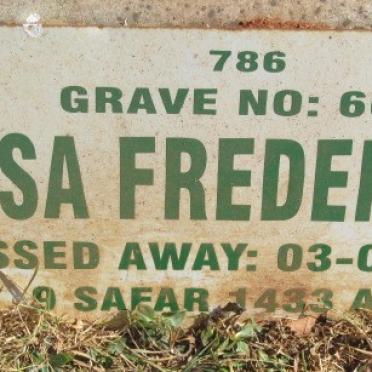 786
GRAVE NO: 6
SA FREDE
SSED AWAY: 03-0
9 SAFAR 1433 A